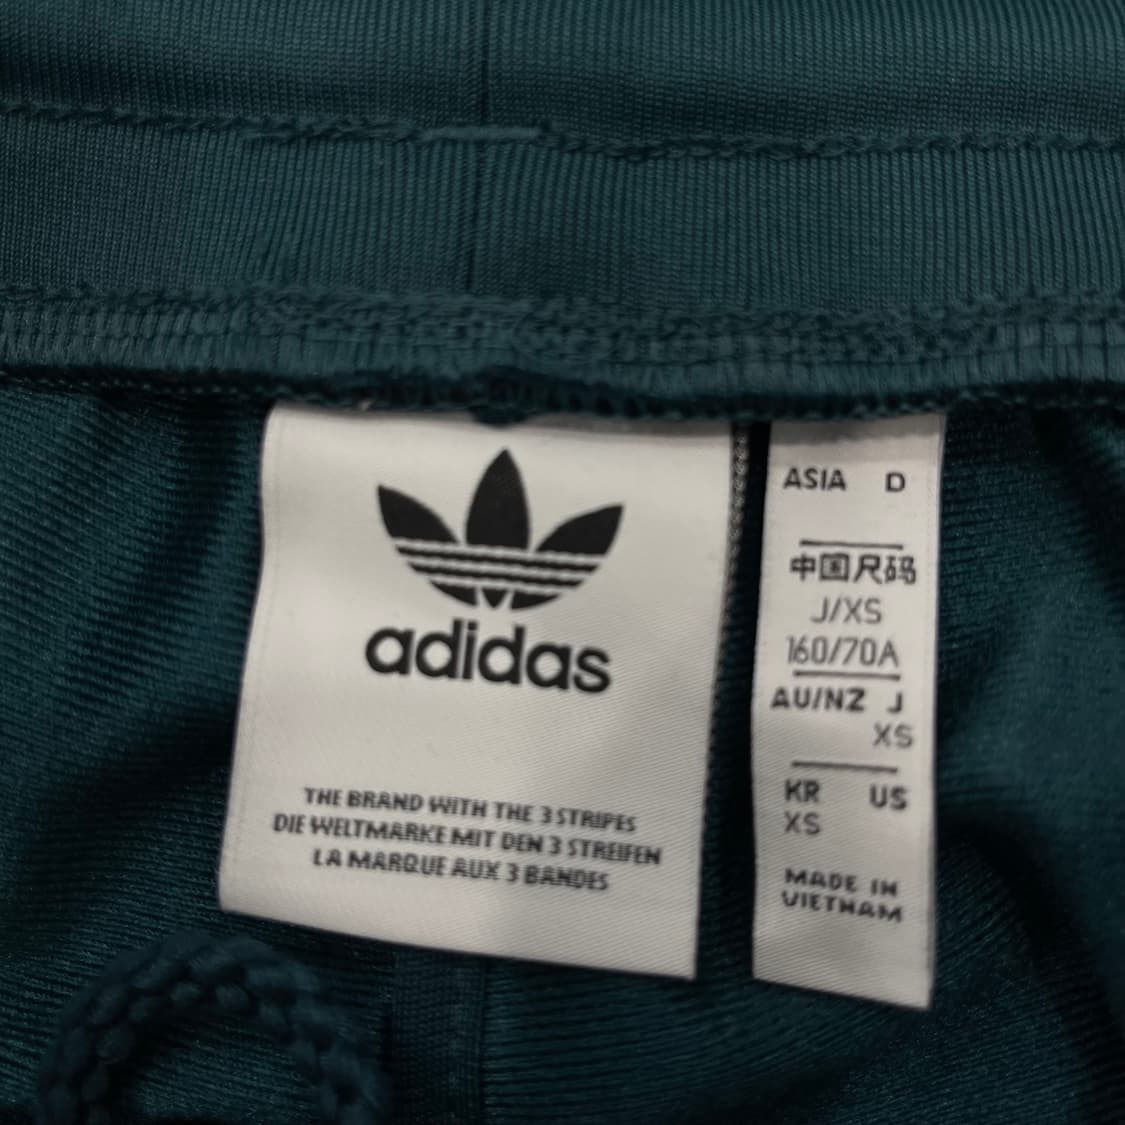 adidas
THE BRAND WITH THE 3 STRIPES
DIE WELTMARKE MIT DEN 3 STREIFEN
LA MARQUE AUX 3 BANDES
ASIA D
中国尺码
J/XS
160/70A
AU/NZ J
XS
KR US
XS
MADE IN
VIETNAM